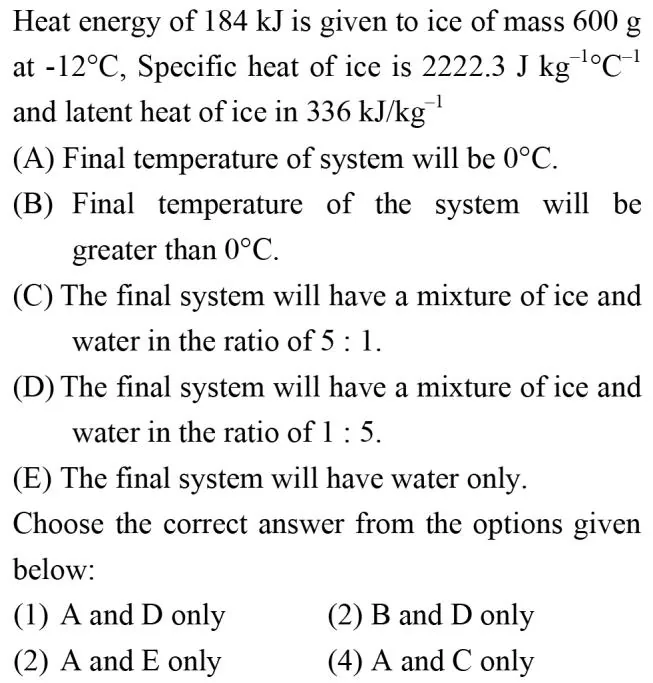 Heat energy of 184 kJ is given to ice of mass 600 g
at -12°C, Specific heat of ice is 2222.3 J kg⁻¹°C⁻¹
and latent heat of ice in 336 kJ/kg⁻¹
(A) Final temperature of system will be 0°C.
(B) Final temperature of the system will be
greater than 0°C.
(C) The final system will have a mixture of ice and
water in the ratio of 5 : 1.
(D) The final system will have a mixture of ice and
water in the ratio of 1 : 5.
(E) The final system will have water only.
Choose the correct answer from the options given
below:
(1) A and D only (2) B and D only
(2) A and E only (4) A and C only